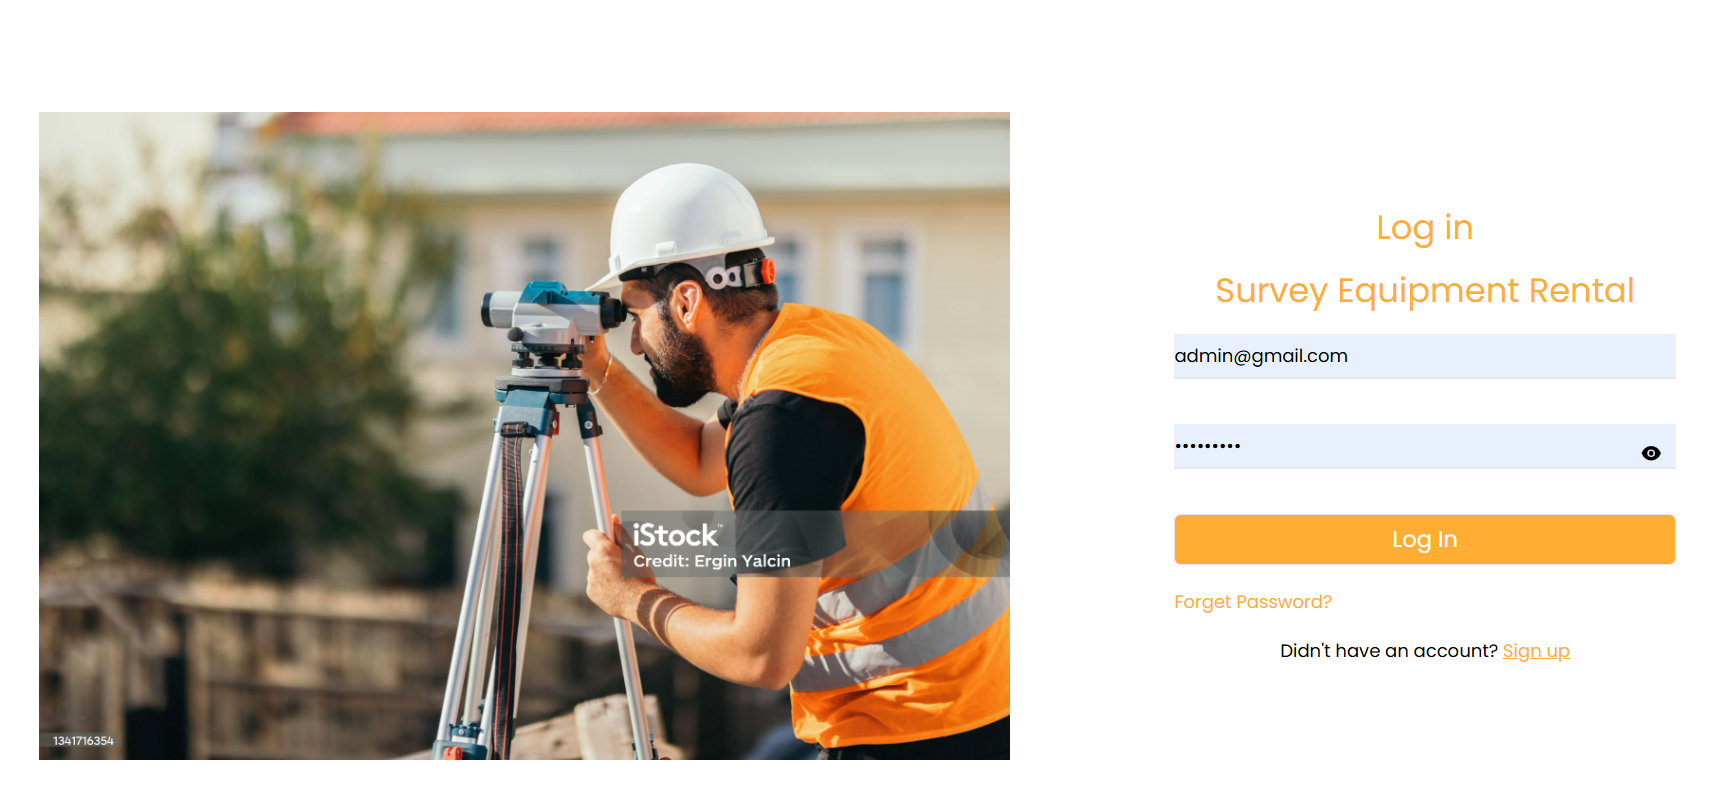 iStock™
Credit: Ergin Yalcin
1341716354
Log in
Survey Equipment Rental
admin@gmail.com
•••••••••
Log In
Forget Password?
Didn't have an account? Sign up